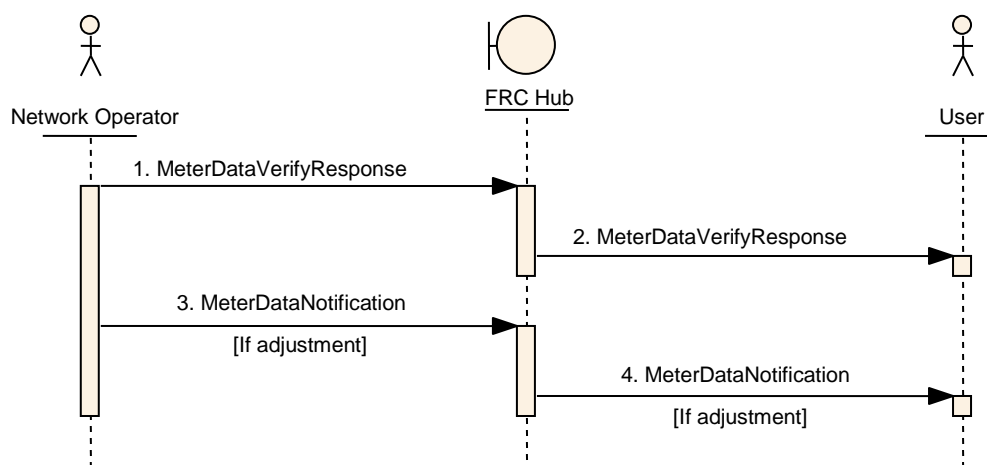 FRC Hub
Network Operator
User
1. MeterDataVerifyResponse
2. MeterDataVerifyResponse
3. MeterDataNotification
[If adjustment]
4. MeterDataNotification
[If adjustment]